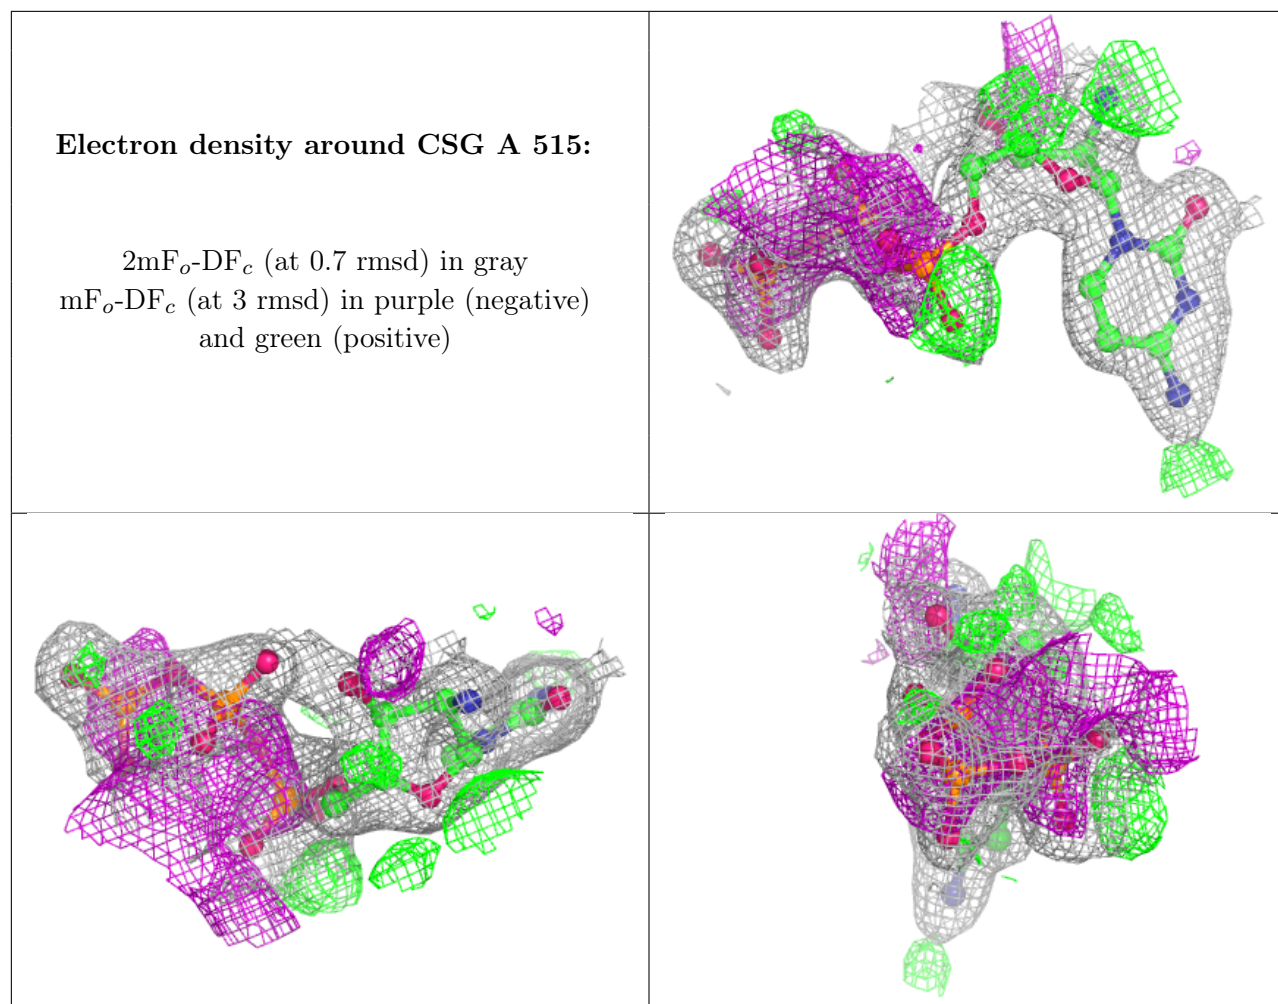 Electron density around CSG A 515:
2mFₒ-DF𝒸 (at 0.7 rmsd) in gray
mFₒ-DF𝒸 (at 3 rmsd) in purple (negative)
and green (positive)